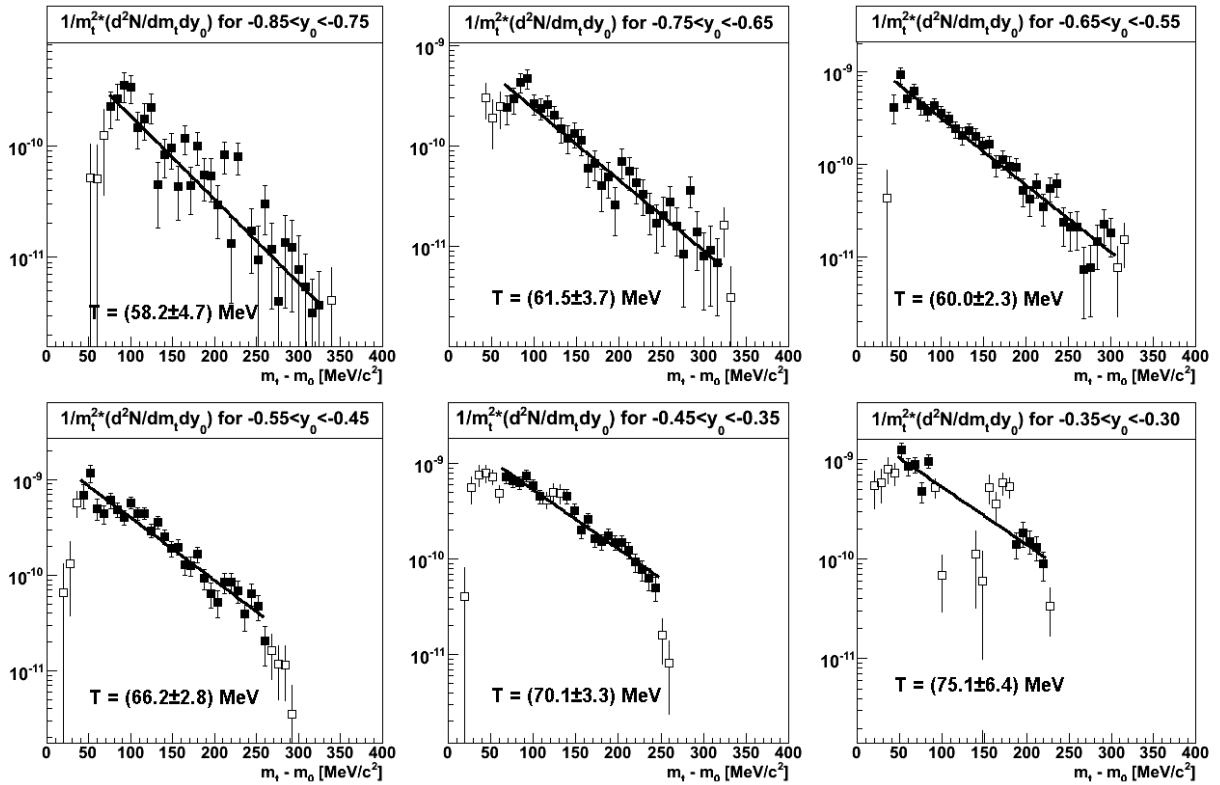 1/m_t^2*(d^2N/dm_tdy_0) for -0.85<y_0<-0.75
10^-10
10^-11
T = (58.2±4.7) MeV
0 50 100 150 200 250 300 350 400
m_t - m_0 [MeV/c^2]
1/m_t^2*(d^2N/dm_tdy_0) for -0.75<y_0<-0.65
10^-9
10^-10
10^-11
T = (61.5±3.7) MeV
0 50 100 150 200 250 300 350 400
m_t - m_0 [MeV/c^2]
1/m_t^2*(d^2N/dm_tdy_0) for -0.65<y_0<-0.55
10^-9
10^-10
10^-11
T = (60.0±2.3) MeV
0 50 100 150 200 250 300 350 400
m_t - m_0 [MeV/c^2]
1/m_t^2*(d^2N/dm_tdy_0) for -0.55<y_0<-0.45
10^-9
10^-10
10^-11
T = (66.2±2.8) MeV
0 50 100 150 200 250 300 350 400
m_t - m_0 [MeV/c^2]
1/m_t^2*(d^2N/dm_tdy_0) for -0.45<y_0<-0.35
10^-9
10^-10
10^-11
T = (70.1±3.3) MeV
0 50 100 150 200 250 300 350 400
m_t - m_0 [MeV/c^2]
1/m_t^2*(d^2N/dm_tdy_0) for -0.35<y_0<-0.30
10^-9
10^-10
10^-11
T = (75.1±6.4) MeV
0 50 100 150 200 250 300 350 400
m_t - m_0 [MeV/c^2]